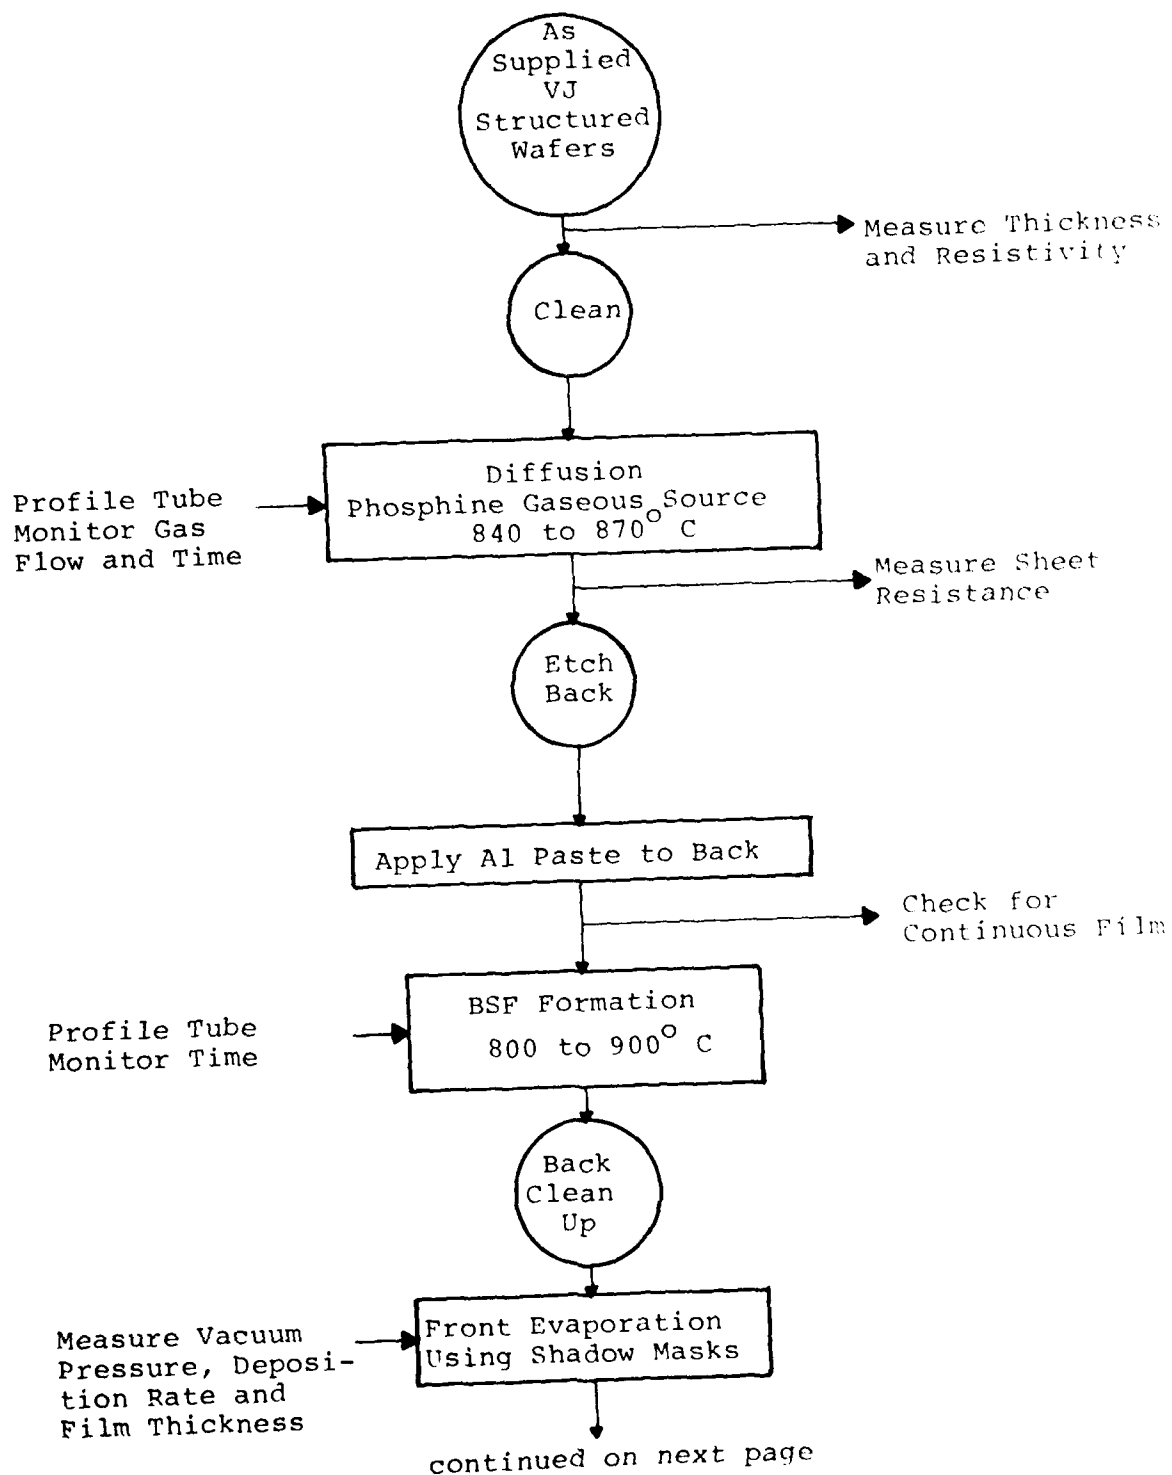 As
Supplied
VJ
Structured
Wafers
Measure Thickness
and Resistivity
Clean
Diffusion
Phosphine Gaseous Source
840 to 870° C
Profile Tube
Monitor Gas
Flow and Time
Measure Sheet
Resistance
Etch
Back
Apply Al Paste to Back
Check for
Continuous Film
BSF Formation
800 to 900° C
Profile Tube
Monitor Time
Back
Clean
Up
Front Evaporation
Using Shadow Masks
Measure Vacuum
Pressure, Deposi-
tion Rate and
Film Thickness
continued on next page